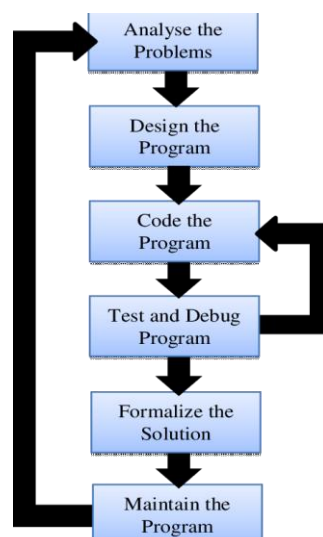 Analyse the
Problems
Design the
Program
Code the
Program
Test and Debug
Program
Formalize the
Solution
Maintain the
Program